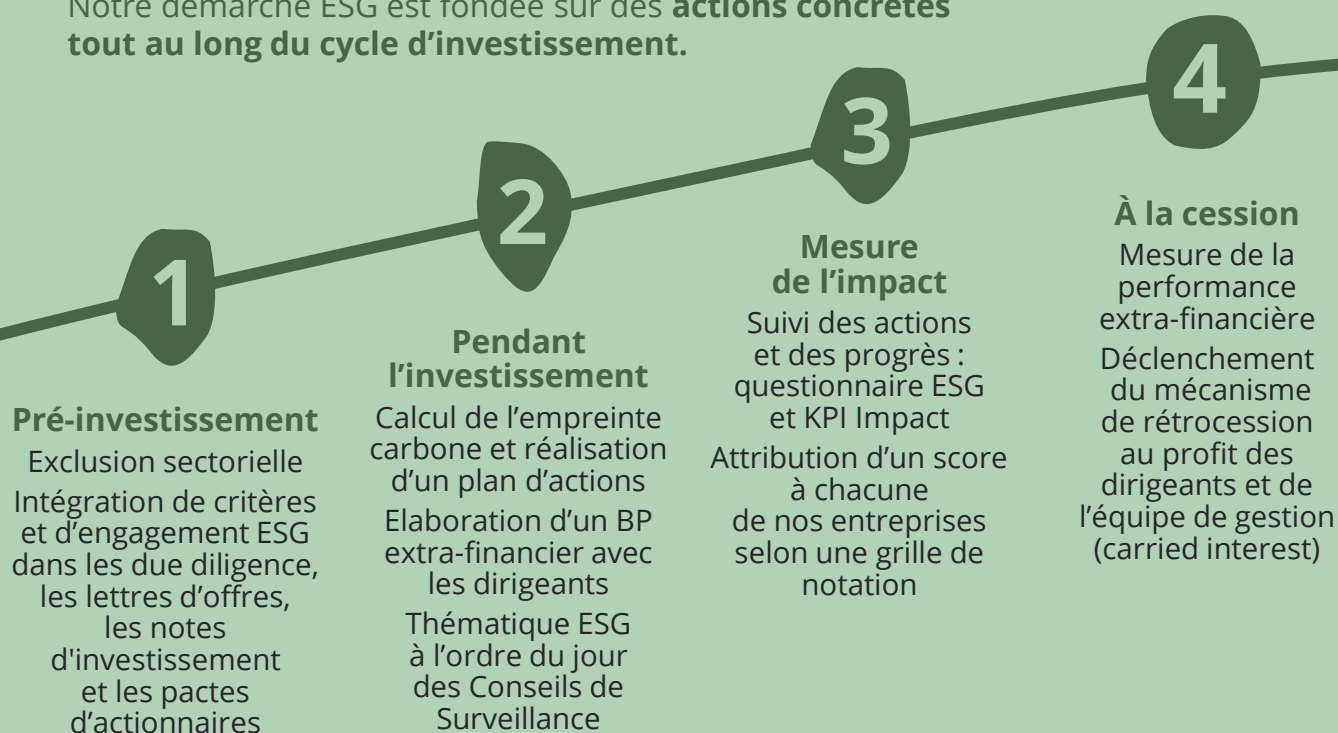 Notre démarche ESG est fondée sur des actions concrètes
tout au long du cycle d’investissement.
1
Pré-investissement
Exclusion sectorielle
Intégration de critères
et d’engagement ESG
dans les due diligence,
les lettres d’offres,
les notes
d'investissement
et les pactes
d’actionnaires
2
Pendant
l’investissement
Calcul de l’empreinte
carbone et réalisation
d’un plan d’actions
Elaboration d’un BP
extra-financier avec
les dirigeants
Thématique ESG
à l’ordre du jour
des Conseils de
Surveillance
3
Mesure
de l’impact
Suivi des actions
et des progrès :
questionnaire ESG
et KPI Impact
Attribution d’un score
à chacune
de nos entreprises
selon une grille de
notation
4
À la cession
Mesure de la
performance
extra-financière
Déclenchement
du mécanisme
de rétrocession
au profit des
dirigeants et de
l’équipe de gestion
(carried interest)